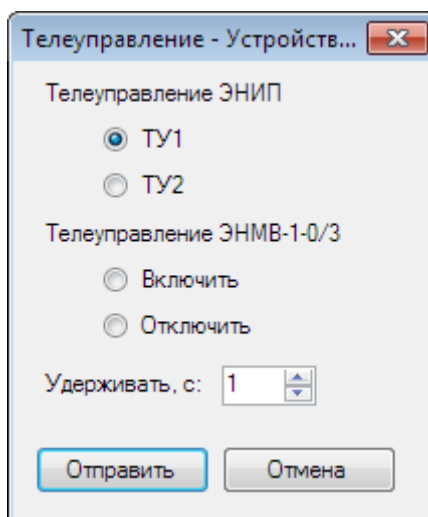 Телеуправление - Устройств...
Телеуправление ЭНИП
ТУ1
ТУ2
Телеуправление ЭНМВ-1-0/3
Включить
Отключить
Удерживать, с: 1
Отправить Отмена